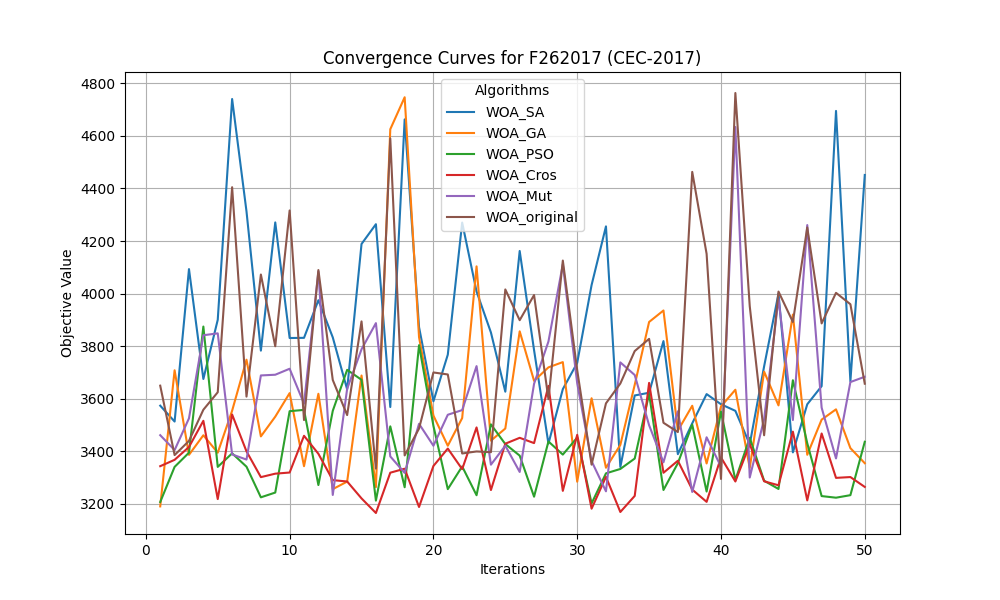 Convergence Curves for F262017 (CEC-2017)
Algorithms
WOA_SA
WOA_GA
WOA_PSO
WOA_Cros
WOA_Mut
WOA_original
Objective Value
4800
4600
4400
4200
4000
3800
3600
3400
3200
0 10 20 30 40 50
Iterations